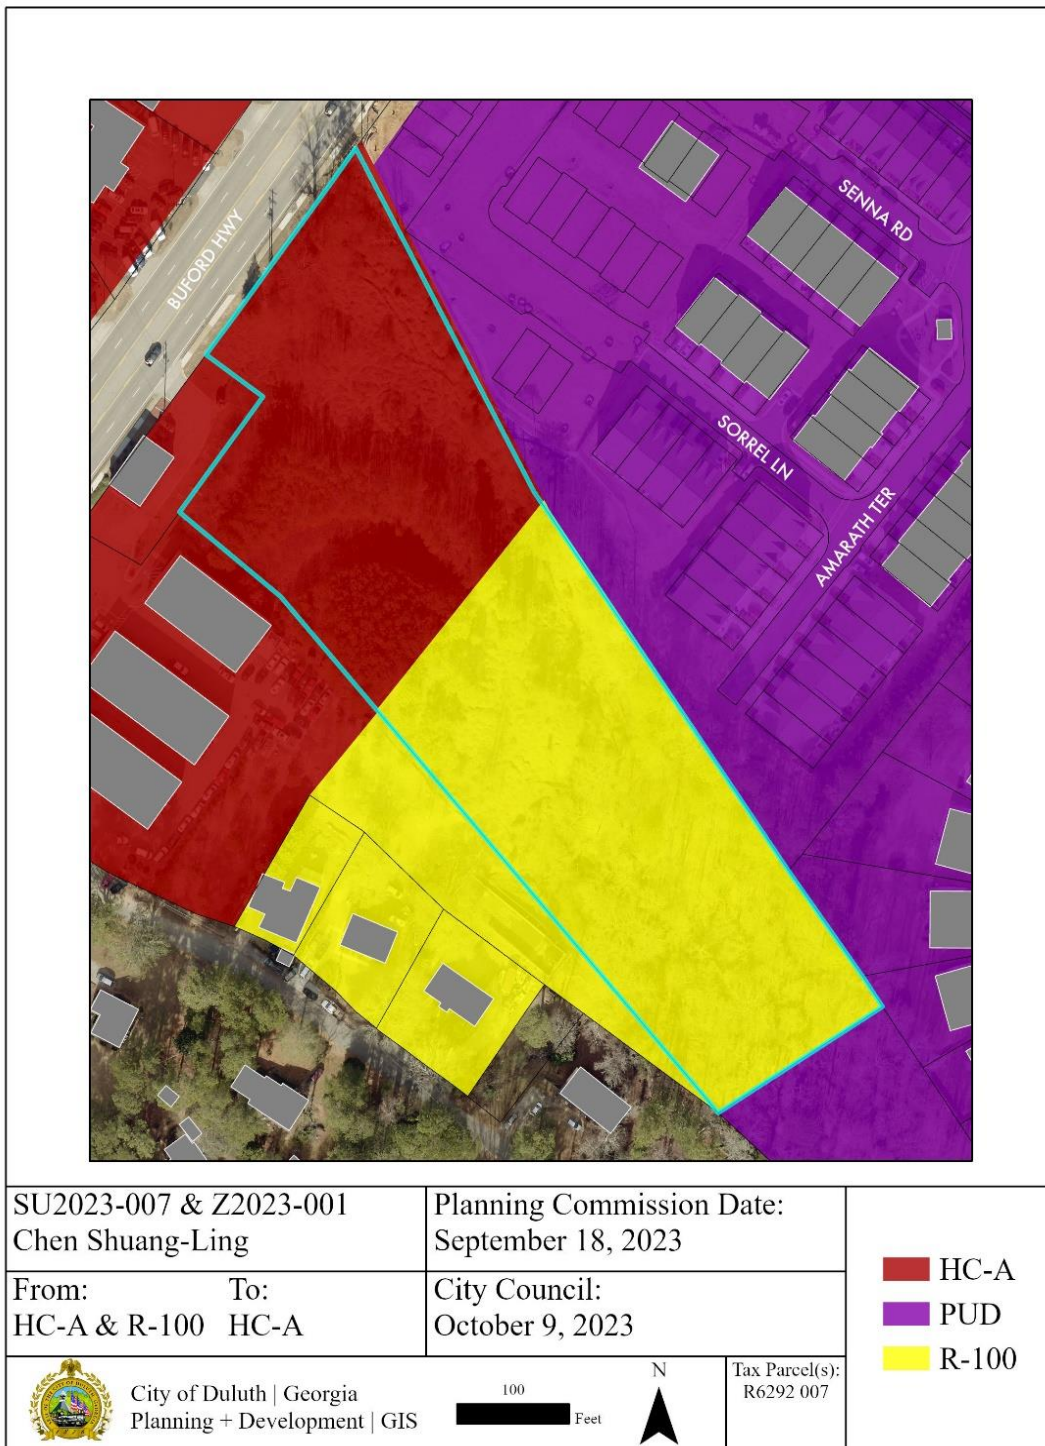 BUFORD HWY
SENNA RD
SORREL LN
AMARATH TER
SU2023-007 & Z2023-001
Chen Shuang-Ling
Planning Commission Date:
September 18, 2023
From: To:
HC-A & R-100 HC-A
City Council:
October 9, 2023
HC-A
PUD
R-100
City of Duluth | Georgia
Planning + Development | GIS
100
Feet
N
Tax Parcel(s):
R6292 007